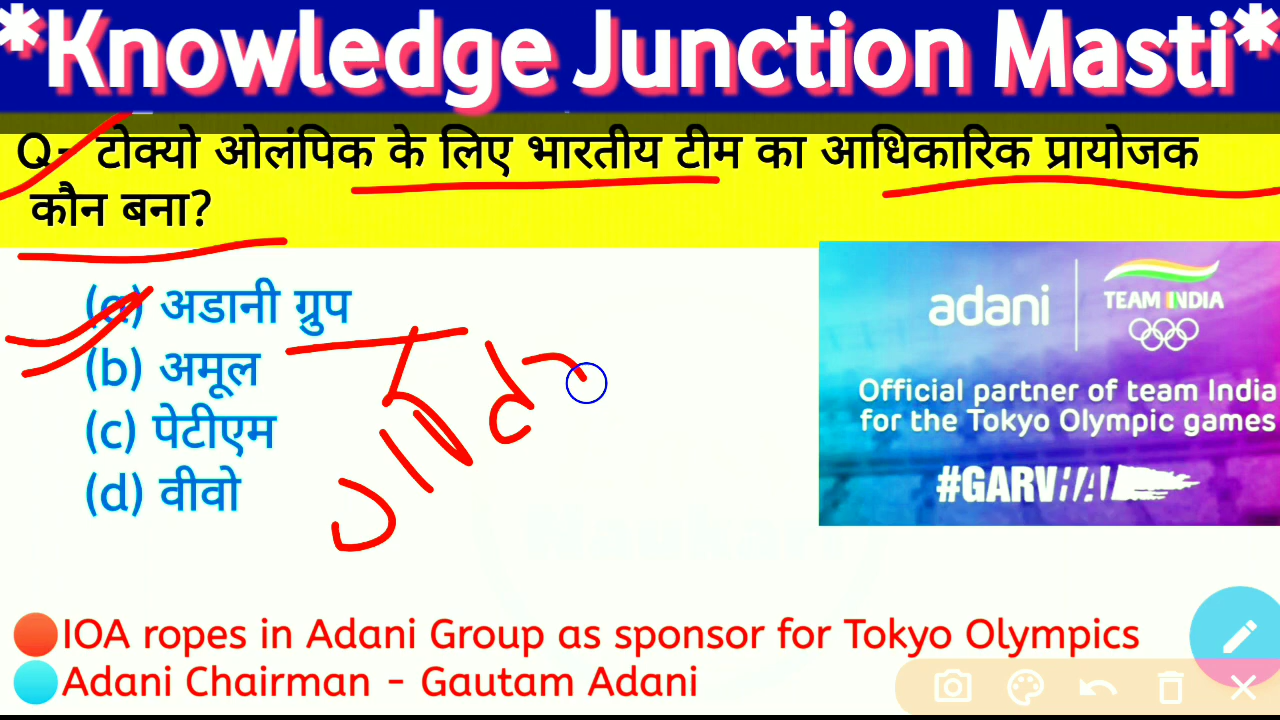 *Knowledge Junction Masti*
Q- टोक्यो ओलंपिक के लिए भारतीय टीम का आधिकारिक प्रायोजक
कौन बना?
(a) अडानी ग्रुप
(b) अमूल
(c) पेटीएम
(d) वीवो
adani
TEAM INDIA
Official partner of team India
for the Tokyo Olympic games
#GARVHAI
IOA ropes in Adani Group as sponsor for Tokyo Olympics
Adani Chairman - Gautam Adani